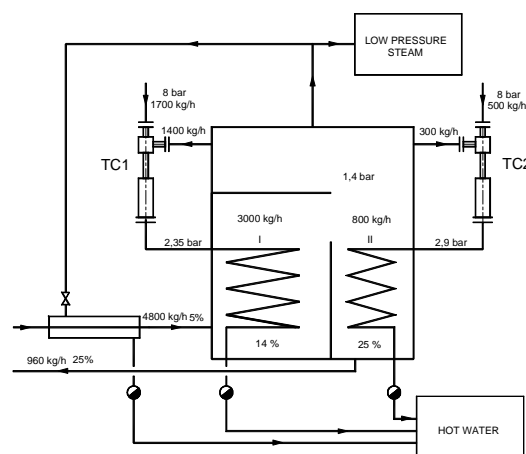 LOW PRESSURE
STEAM
8 bar
1700 kg/h
8 bar
500 kg/h
1400 kg/h
300 kg/h
TC1
TC2
1,4 bar
3000 kg/h
800 kg/h
I
II
2,35 bar
2,9 bar
4800 kg/h 5%
14 %
25 %
960 kg/h 25%
HOT WATER